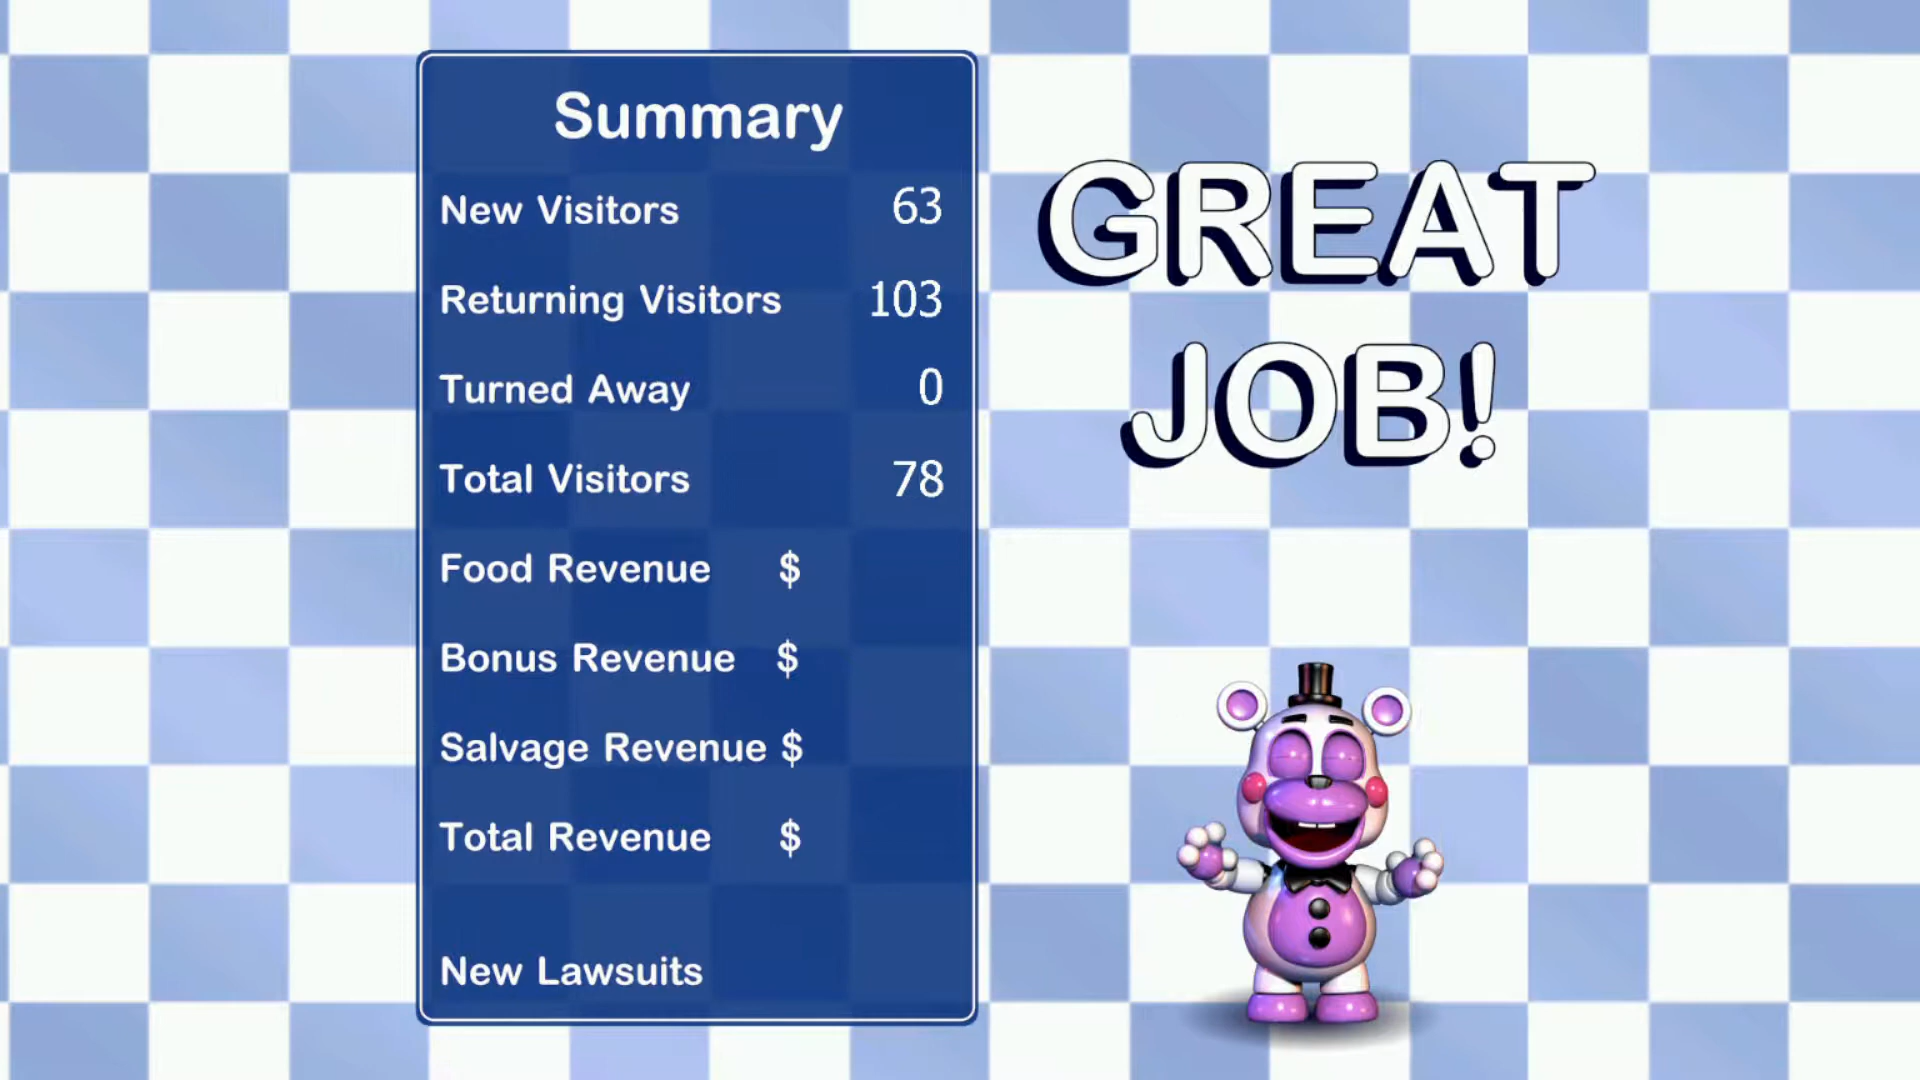 Summary
New Visitors 63
Returning Visitors 103
Turned Away 0
Total Visitors 78
Food Revenue $
Bonus Revenue $
Salvage Revenue $
Total Revenue $
New Lawsuits
GREAT
JOB!